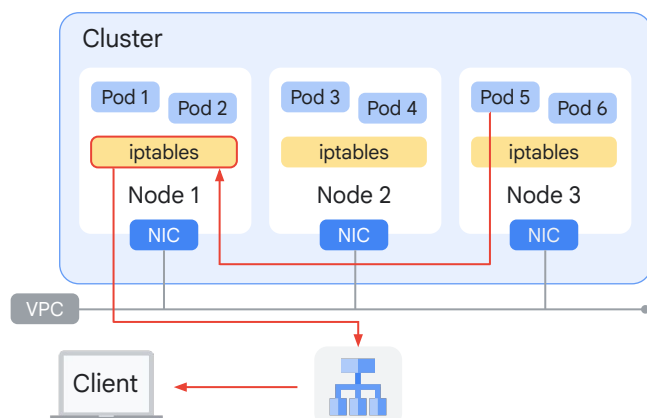 Cluster
Pod 1
Pod 2
Pod 3
Pod 4
Pod 5
Pod 6
iptables
iptables
iptables
Node 1
Node 2
Node 3
NIC
NIC
NIC
VPC
Client